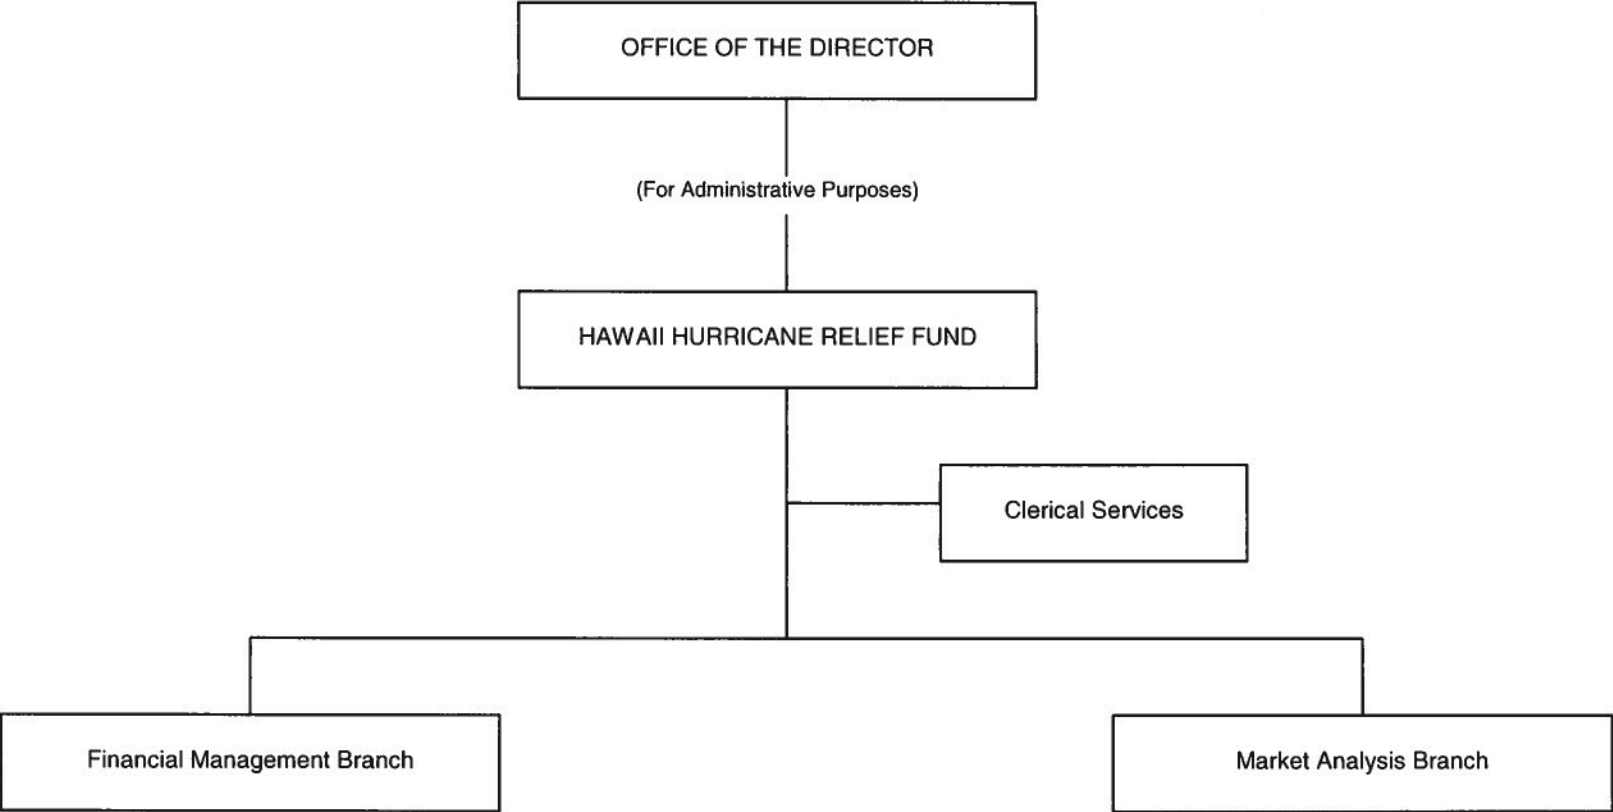 OFFICE OF THE DIRECTOR
(For Administrative Purposes)
HAWAII HURRICANE RELIEF FUND
Clerical Services
Financial Management Branch
Market Analysis Branch